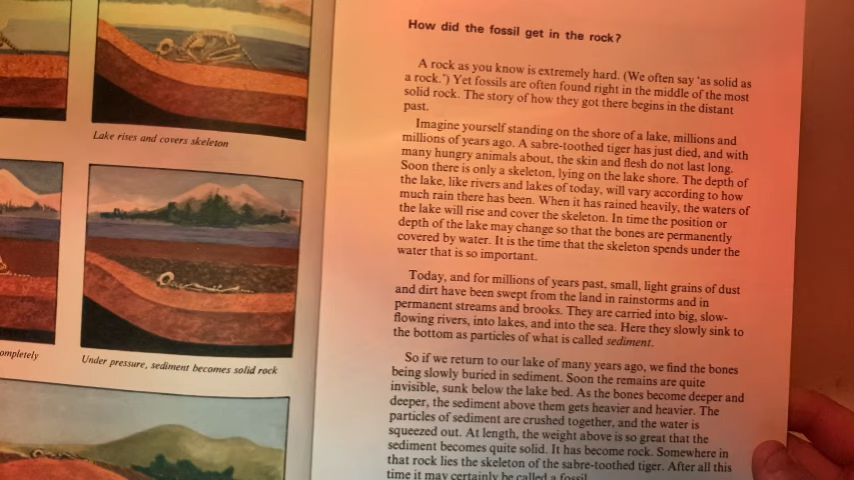 Lake rises and covers skeleton
ompletely
Under pressure, sediment becomes solid rock
How did the fossil get in the rock?
A rock as you know is extremely hard. (We often say 'as solid as
a rock.') Yet fossils are often found right in the middle of the most
solid rock. The story of how they got there begins in the distant
past.
Imagine yourself standing on the shore of a lake, millions and
millions of years ago. A sabre-toothed tiger has just died, and with
many hungry animals about, the skin and flesh do not last long.
Soon there is only a skeleton, lying on the lake shore. The depth of
the lake, like rivers and lakes of today, will vary according to how
much rain there has been. When it has rained heavily, the waters of
the lake will rise and cover the skeleton. In time the position or
depth of the lake may change so that the bones are permanently
covered by water. It is the time that the skeleton spends under the
water that is so important.
Today, and for millions of years past, small, light grains of dust
and dirt have been swept from the land in rainstorms and in
permanent streams and brooks. They are carried into big, slow-
flowing rivers, into lakes, and into the sea. Here they slowly sink to
the bottom as particles of what is called sediment.
So if we return to our lake of many years ago, we find the bones
being slowly buried in sediment. Soon the remains are quite
invisible, sunk below the lake bed. As the bones become deeper and
deeper, the sediment above them gets heavier and heavier. The
particles of sediment are crushed together, and the water is
squeezed out. At length, the weight above is so great that the
sediment becomes quite solid. It has become rock. Somewhere in
that rock lies the skeleton of the sabre-toothed tiger. After all this
time it may certainly be called a fossil.